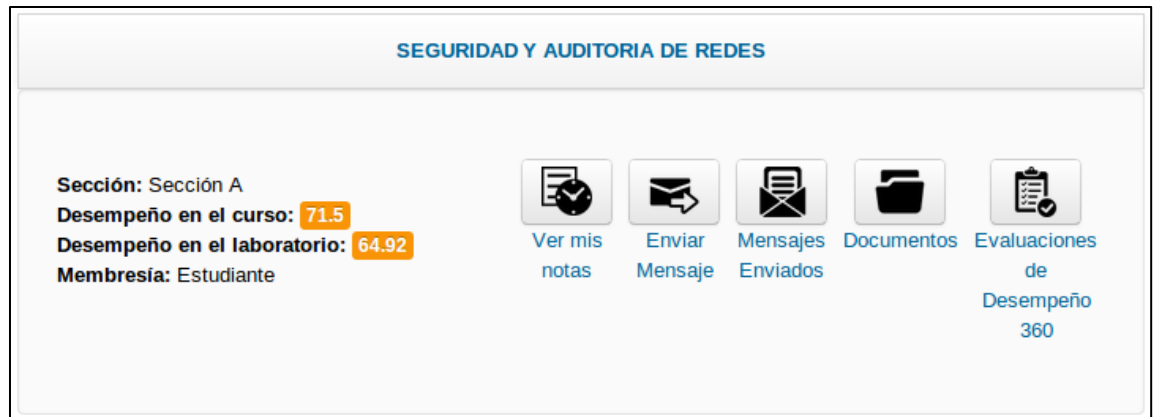 SEGURIDAD Y AUDITORIA DE REDES
Sección: Sección A
Desempeño en el curso: 71.5
Desempeño en el laboratorio: 64.92
Membresía: Estudiante
Ver mis
notas
Enviar
Mensaje
Mensajes
Enviados
Documentos
Evaluaciones
de
Desempeño
360